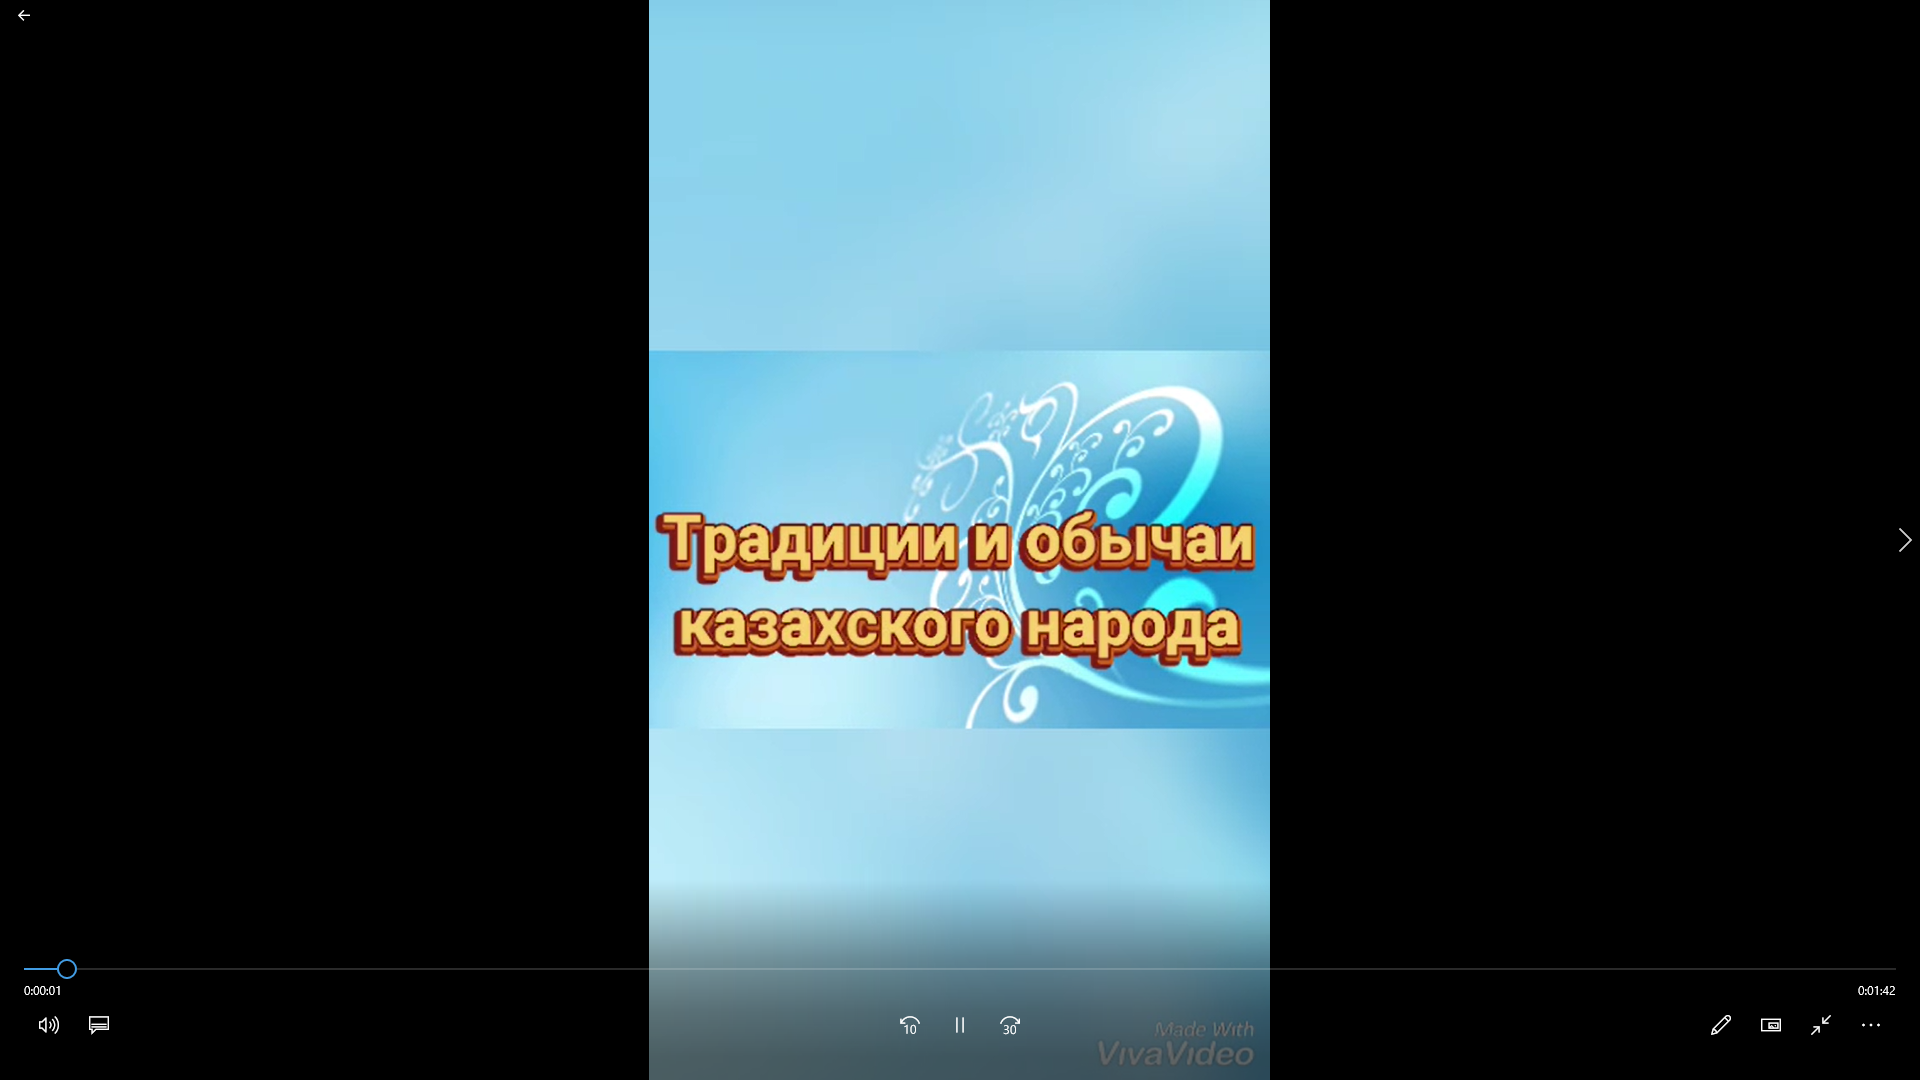 Традиции и обычаи
казахского народа
0:00:01
0:01:42
10
30
Made With
VivaVideo